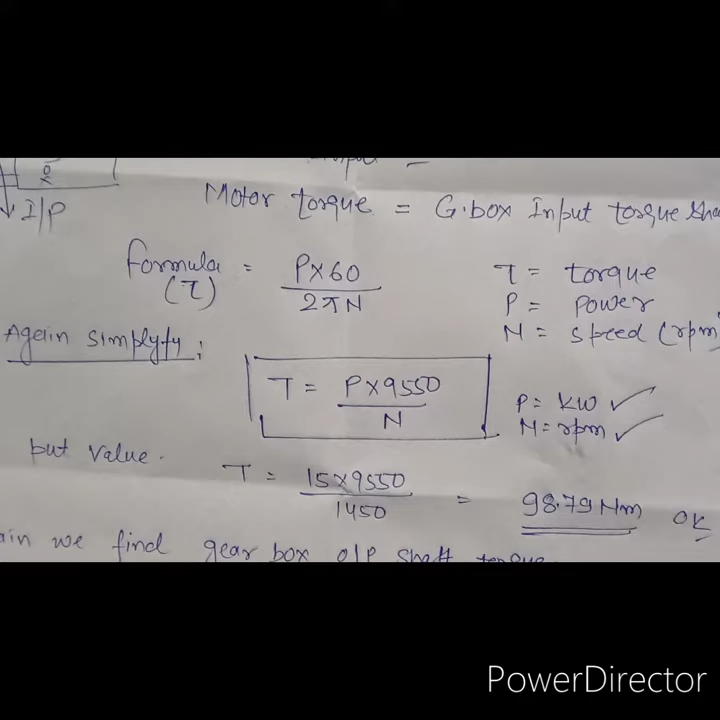 I/P
Motor torque = G.box Input torque
Formula (τ) = P×60 / 2πN
T = torque
P = power
N = speed (rpm)
Again simplyfy :
T = P×9550 / N
P = KW ✓
N = rpm ✓
put value.
T = 15×9550 / 1450 = 98.79 Nm OK
we find gear box O/P shaft torque
PowerDirector